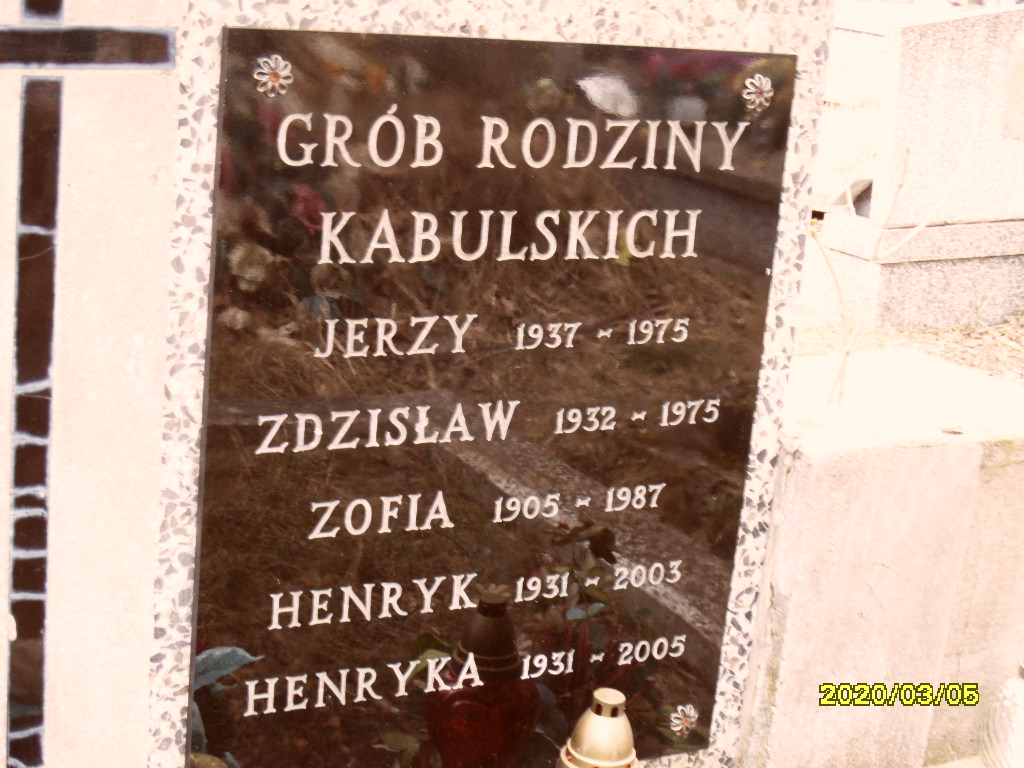 GRÓB RODZINY
KABULSKICH
JERZY 1937 - 1975
ZDZISŁAW 1932 - 1975
ZOFIA 1905 - 1987
HENRYK 1931 - 2003
HENRYKA 1931 - 2005
2020/03/05